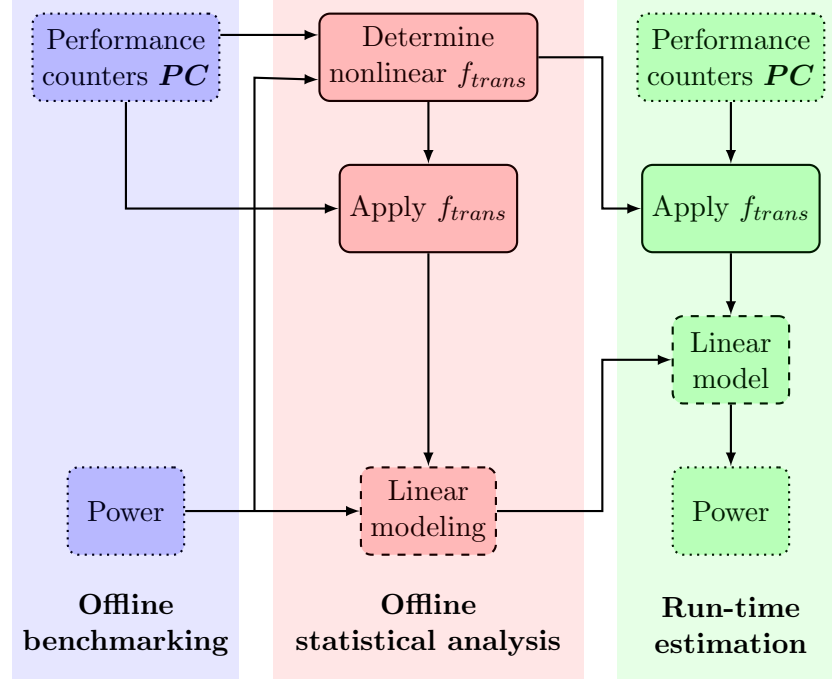 Performance
counters PC
Determine
nonlinear f_trans
Performance
counters PC
Apply f_trans
Apply f_trans
Linear
model
Power
Linear
modeling
Power
Offline
benchmarking
Offline
statistical analysis
Run-time
estimation